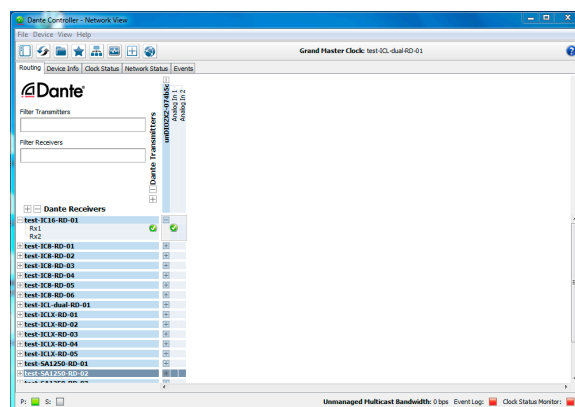 Dante Controller - Network View
File Device View Help
Grand Master Clock: test-ICL-dual-RD-01
Routing Device Info Clock Status Network Status Events
Dante
Filter Transmitters
Filter Receivers
Dante Transmitters
Analog In 1
Analog In 2
Dante Receivers
test-IC16-RD-01
Rx1
Rx2
test-IC8-RD-01
test-IC8-RD-02
test-IC8-RD-03
test-IC8-RD-04
test-IC8-RD-05
test-IC8-RD-06
test-ICL-dual-RD-01
test-ICLX-RD-01
test-ICLX-RD-02
test-ICLX-RD-03
test-ICLX-RD-04
test-ICLX-RD-05
test-SA1250-RD-01
test-SA1250-RD-02
P: S: Unmanaged Multicast Bandwidth: 0 bps Event Log: Clock Status Monitor: